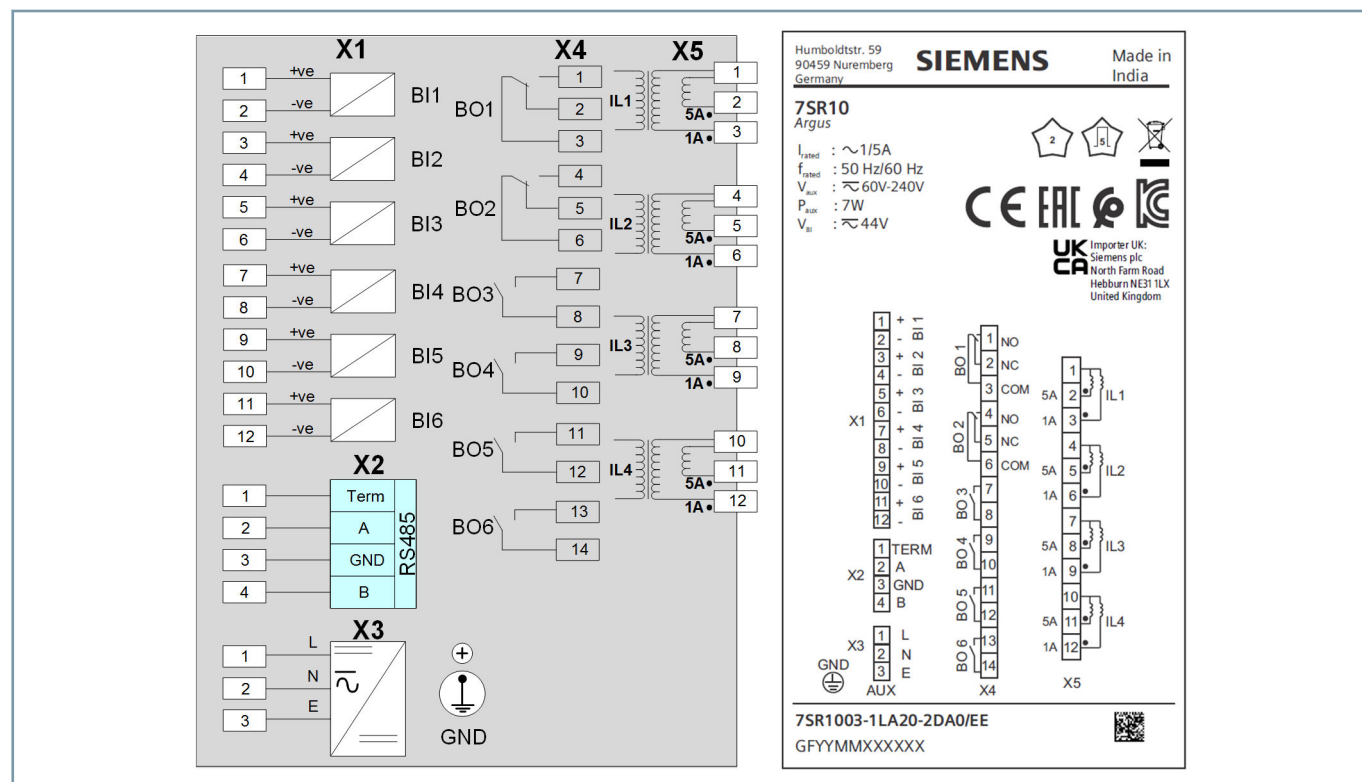 X1
X4
X5
1 +ve
2 -ve
BI1
3 +ve
4 -ve
BI2
5 +ve
6 -ve
BI3
7 +ve
8 -ve
BI4
9 +ve
10 -ve
BI5
11 +ve
12 -ve
BI6
X2
1 Term
2 A
3 GND
4 B
RS485
X3
1 L
2 N
3 E
GND
BO1
1
2
3
BO2
4
5
6
BO3
7
8
BO4
9
10
BO5
11
12
BO6
13
14
IL1
1
2
5A
3
1A
IL2
4
5
5A
6
1A
IL3
7
8
5A
9
1A
IL4
10
11
5A
12
1A
Humboldtstr. 59
90459 Nuremberg
Germany
SIEMENS
Made in
India
7SR10
Argus
Irated : ~1/5A
frated : 50 Hz/60 Hz
Vaux : 60V-240V
Paux : 7W
VBI : 44V
2
5
CE EAC
UK
CA
Importer UK:
Siemens plc
North Farm Road
Hebburn NE31 1LX
United Kingdom
X1
1 +
2 -
BI 1
3 +
4 -
BI 2
5 +
6 -
BI 3
7 +
8 -
BI 4
9 +
10 -
BI 5
11 +
12 -
BI 6
X2
1 TERM
2 A
3 GND
4 B
X3
1 L
2 N
3 E
GND
AUX
BO 1
1 NO
2 NC
3 COM
BO 2
4 NO
5 NC
6 COM
BO 3
7
8
BO 4
9
10
BO 5
11
12
BO 6
13
14
X4
1
5A 2 IL1
1A 3
4
5A 5 IL2
1A 6
7
5A 8 IL3
1A 9
10
5A 11 IL4
1A 12
X5
7SR1003-1LA20-2DA0/EE
GFYYMMXXXXXX